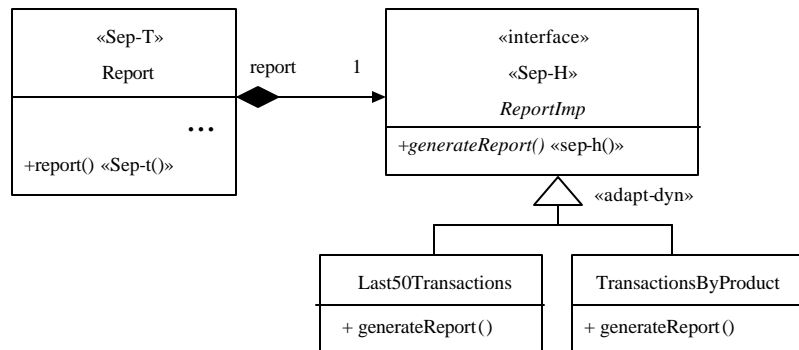 «Sep-T»
Report
...
+report() «Sep-t()»
report 1
«interface»
«Sep-H»
ReportImp
+generateReport() «sep-h()»
«adapt-dyn»
Last50Transactions
+ generateReport()
TransactionsByProduct
+ generateReport()